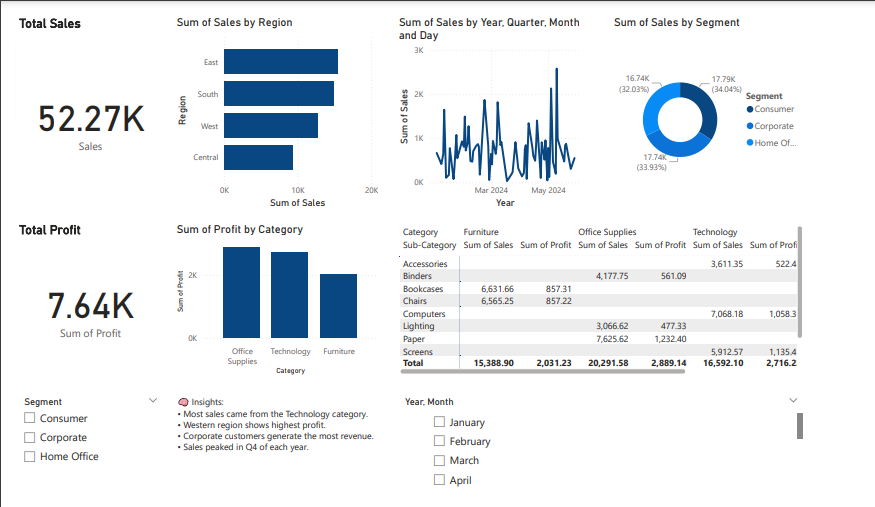 Total Sales
52.27K
Sales
Sum of Sales by Region
Region
East
South
West
Central
0K 10K 20K
Sum of Sales
Sum of Sales by Year, Quarter, Month
and Day
Sum of Sales
3K
2K
1K
0K
Mar 2024 May 2024
Year
Sum of Sales by Segment
16.74K
(32.03%)
17.79K
(34.04%)
17.74K
(33.93%)
Segment
Consumer
Corporate
Home Of...
Total Profit
7.64K
Sum of Profit
Sum of Profit by Category
Sum of Profit
2K
0K
Office
Supplies
Technology
Furniture
Category
Category Furniture Office Supplies Technology
Sub-Category Sum of Sales Sum of Profit Sum of Sales Sum of Profit Sum of Sales Sum of Profi
Accessories 3,611.35 522.4
Binders 4,177.75 561.09
Bookcases 6,631.66 857.31
Chairs 6,565.25 857.22
Computers 7,068.18 1,058.3
Lighting 3,066.62 477.33
Paper 7,625.62 1,232.40
Screens 5,912.57 1,135.4
Total 15,388.90 2,031.23 20,291.58 2,889.14 16,592.10 2,716.2
Segment
Consumer
Corporate
Home Office
🧠 Insights:
• Most sales came from the Technology category.
• Western region shows highest profit.
• Corporate customers generate the most revenue.
• Sales peaked in Q4 of each year.
Year, Month
January
February
March
April